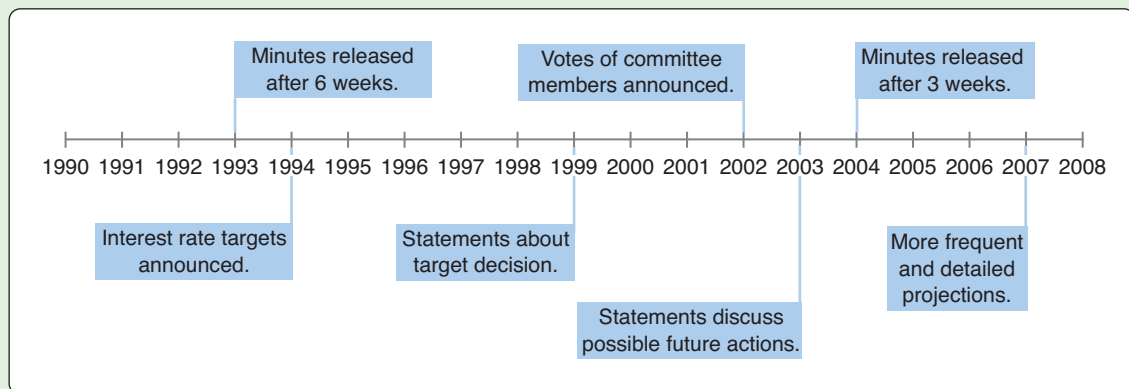 Minutes released
after 6 weeks.
Votes of committee
members announced.
Minutes released
after 3 weeks.
1990 1991 1992 1993 1994 1995 1996 1997 1998 1999 2000 2001 2002 2003 2004 2005 2006 2007 2008
Interest rate targets
announced.
Statements about
target decision.
Statements discuss
possible future actions.
More frequent
and detailed
projections.